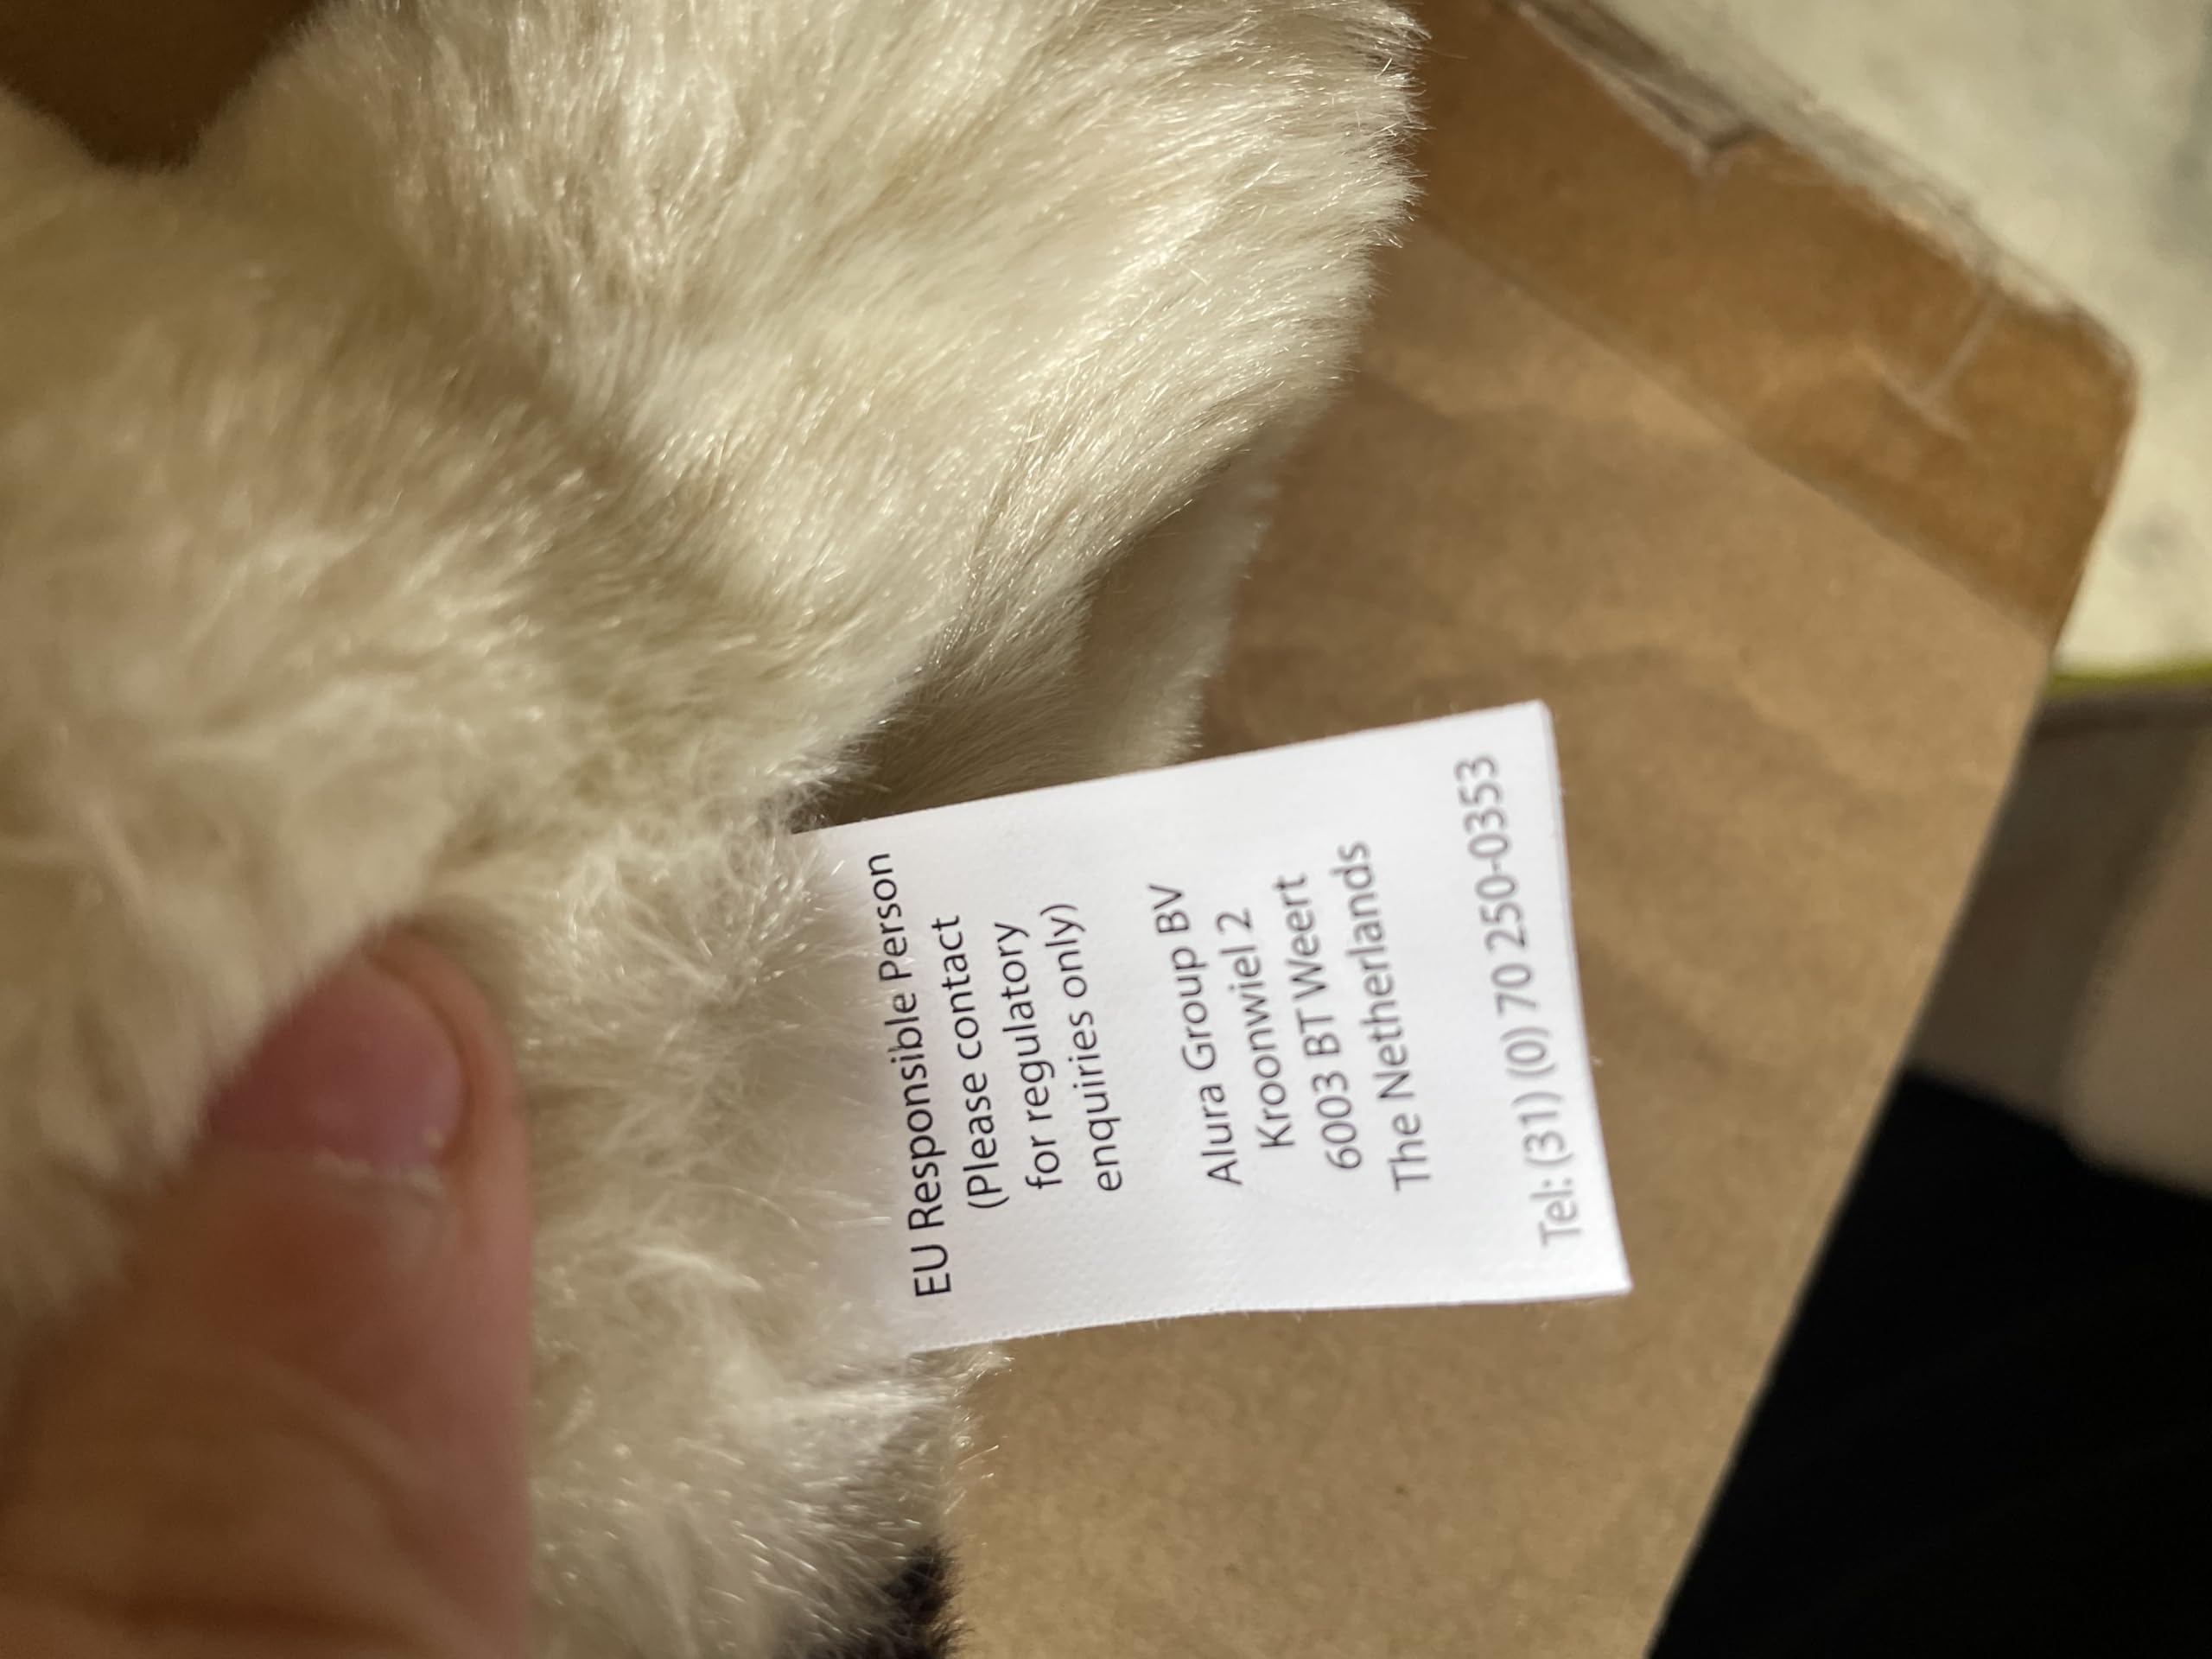 EU Responsible Person
(Please contact
for regulatory
enquiries only)
Alura Group BV
Kroonwiel 2
6003 BT Weert
The Netherlands
Tel: (31) (0) 70 250-0353